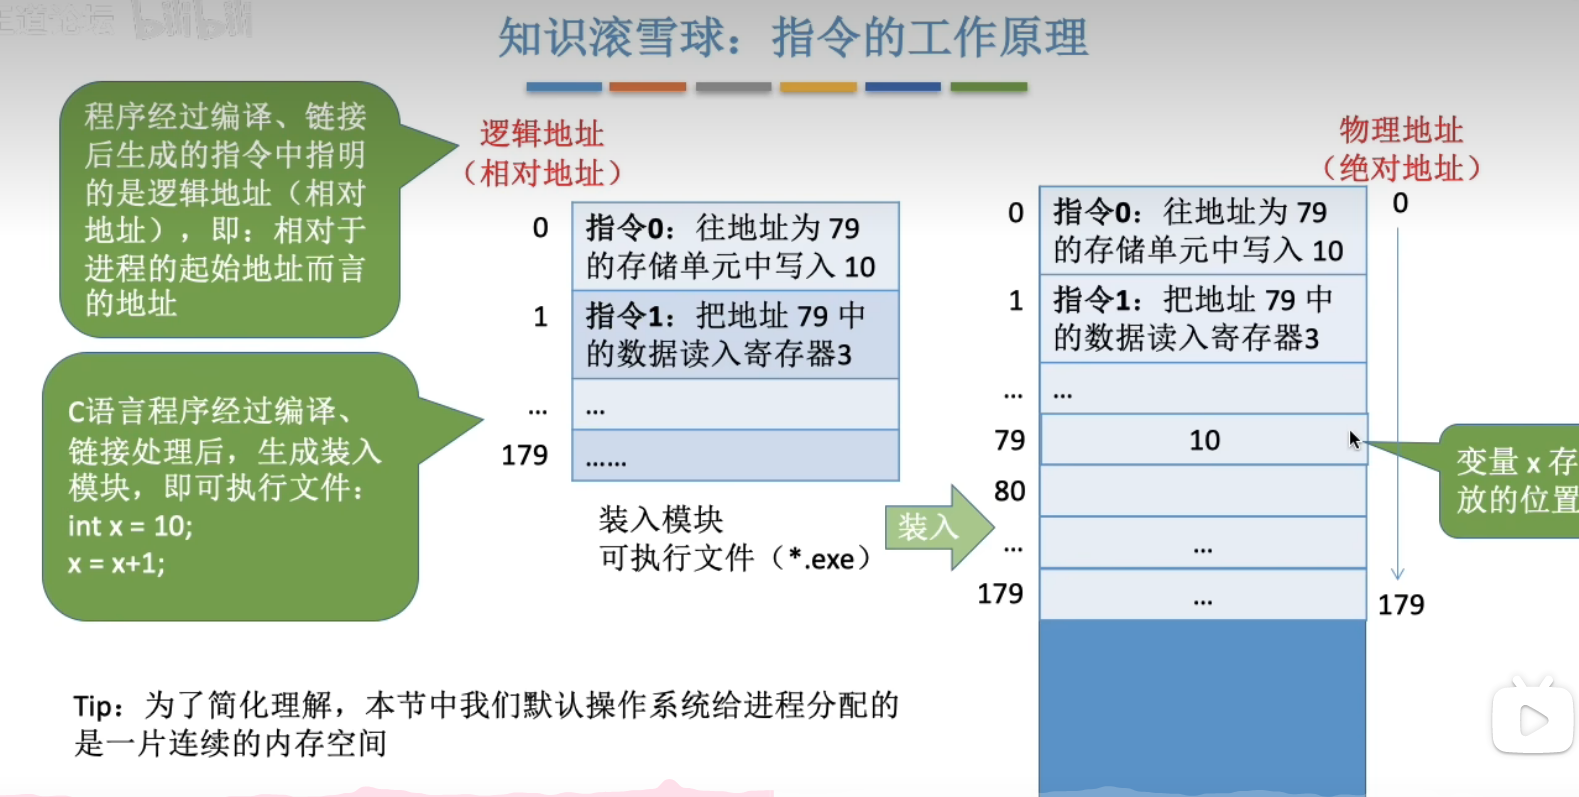 王道论坛 bilibili
知识滚雪球：指令的工作原理
程序经过编译、链接
后生成的指令中指明
的是逻辑地址（相对
地址），即：相对于
进程的起始地址而言
的地址
C语言程序经过编译、
链接处理后，生成装入
模块，即可执行文件：
int x = 10;
x = x+1;
逻辑地址
（相对地址）
0
指令0：往地址为 79
的存储单元中写入 10
1
指令1：把地址 79 中
的数据读入寄存器3
... ...
179 ......
装入模块
可执行文件（*.exe）
装入
物理地址
（绝对地址）
0
指令0：往地址为 79
的存储单元中写入 10
0
1
指令1：把地址 79 中
的数据读入寄存器3
... ...
79 10
80
... ...
179 ...
179
变量 x 存
放的位置
Tip：为了简化理解，本节中我们默认操作系统给进程分配的
是一片连续的内存空间